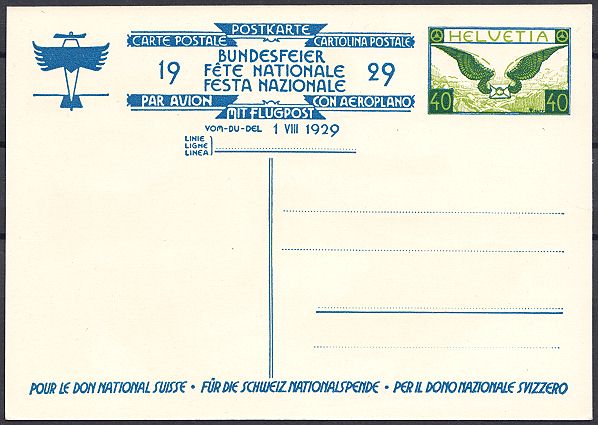 POSTKARTE
CARTE POSTALE CARTOLINA POSTALE
BUNDESFEIER
19 FÊTE NATIONALE 29
FESTA NAZIONALE
PAR AVION CON AEROPLANO
MIT FLUGPOST
VOM-DU-DEL 1 VIII 1929
LINIE
LIGNE
LINEA
HELVETIA
40 40
POUR LE DON NATIONAL SUISSE • FÜR DIE SCHWEIZ. NATIONALSPENDE • PER IL DONO NAZIONALE SVIZZERO